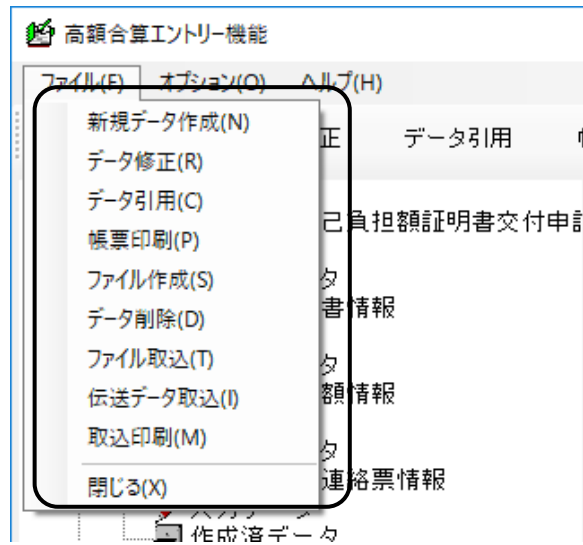 高額合算エントリー機能
ファイル(F) オプション(O) ヘルプ(H)
正 データ引用
新規データ作成(N)
データ修正(R)
データ引用(C)
帳票印刷(P)
ファイル作成(S)
データ削除(D)
ファイル取込(T)
伝送データ取込(I)
取込印刷(M)
閉じる(X)
己負担額証明書交付申
タ
書情報
タ
額情報
タ
連絡票情報
入力データ
作成済データ